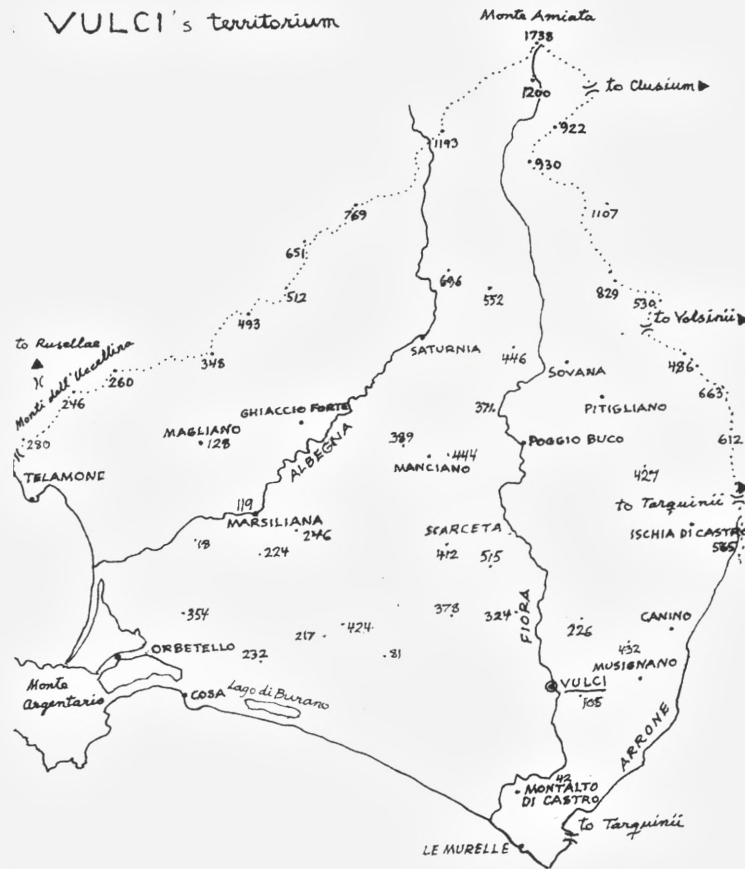 VULCI's territorium
Monte Amiata
1738
1200
to Clusium
922
1193
930
769
1107
651
696
829
512
552
530
493
to Volsinii
to Rusellae
SATURNIA
446
348
SOVANA
486
Monti dell'Uccellina
260
246
663
GHIACCIO FORTE
PITIGLIANO
MAGLIANO
128
280
389
POGGIO BUCO
612
ALBEGNA
444
MANCIANO
427
TELAMONE
119
to Tarquinii
MARSILIANA
246
SCARCETA
ISCHIA DI CASTRO
18
224
412
515
585
354
378
324
FIORA
226
CANINO
217
424
432
ORBETELLO
232
81
MUSIGNANO
Monte
Argentario
Lago di Burano
COSA
VULCI
105
ARRONE
42
MONTALTO
DI CASTRO
to Tarquinii
LE MURELLE